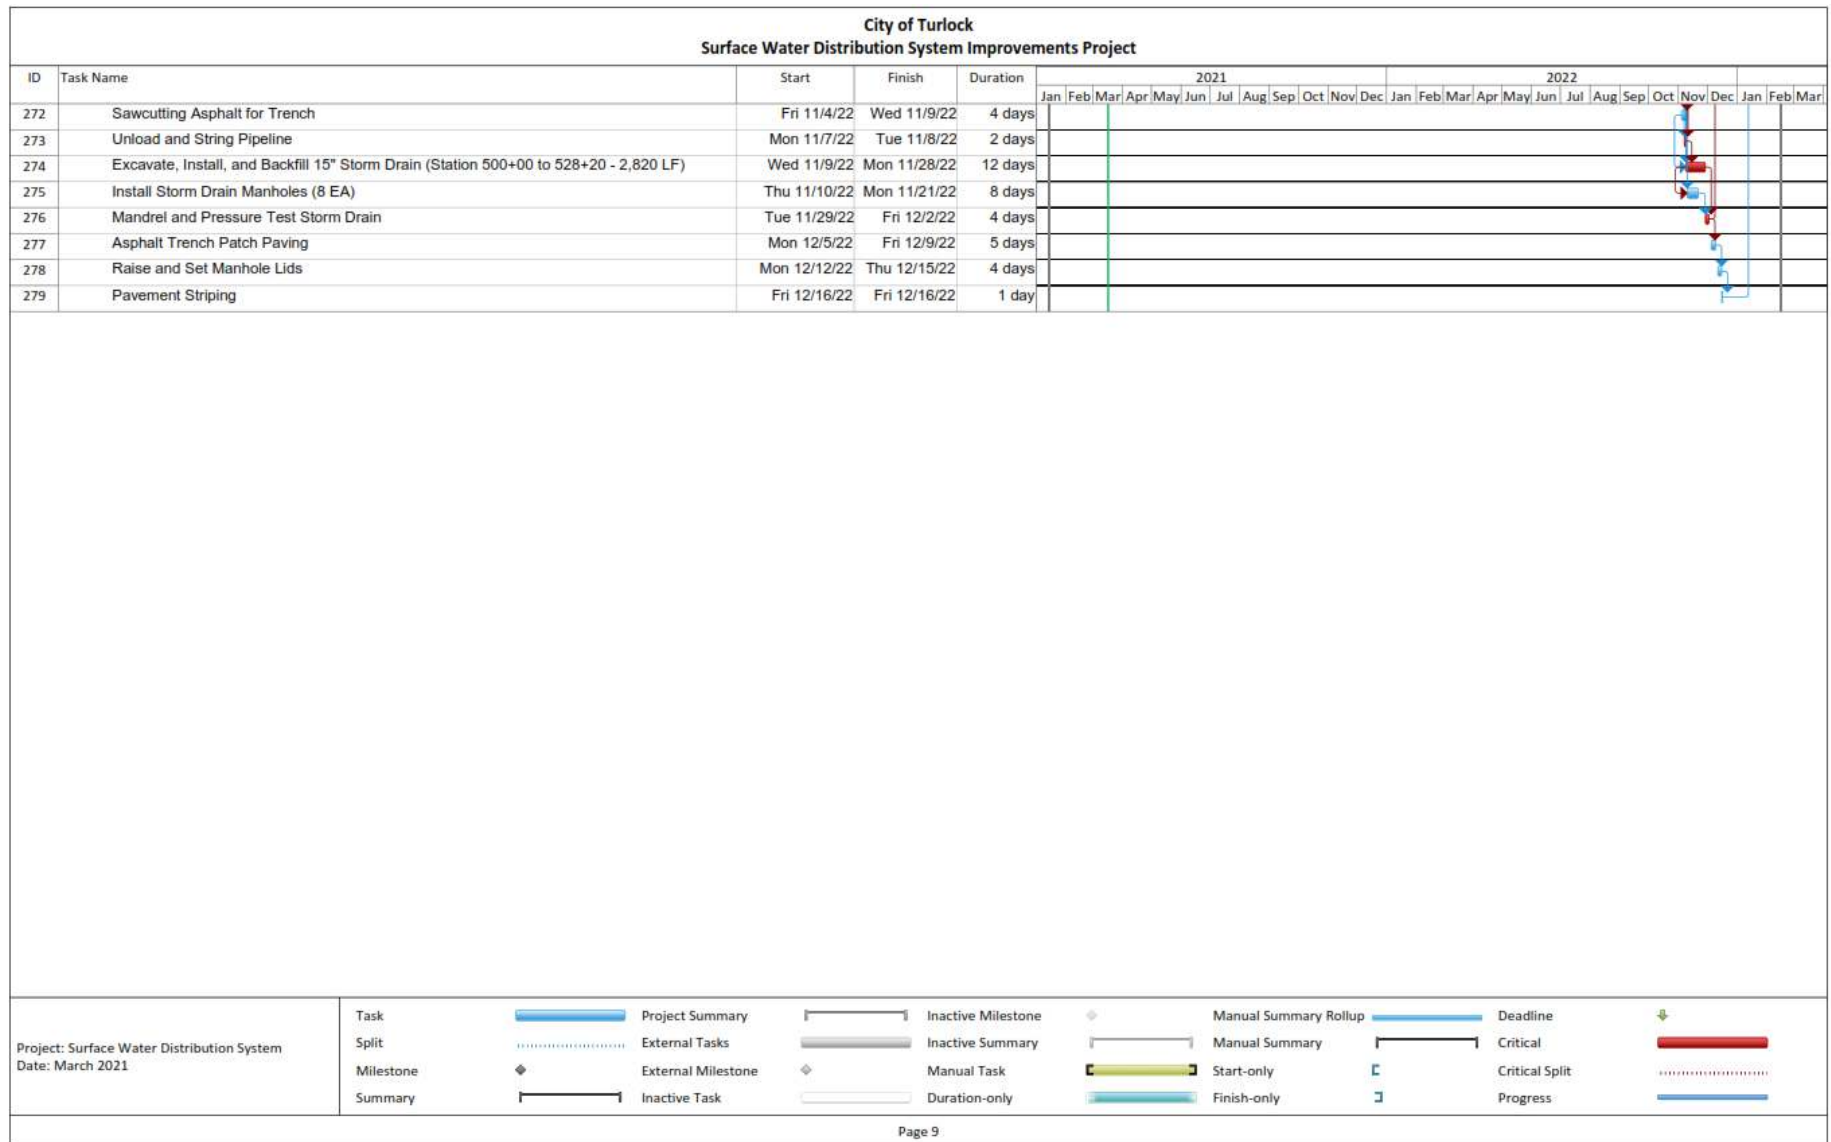 City of Turlock
Surface Water Distribution System Improvements Project
ID Task Name Start Finish Duration 2021 2022
Jan Feb Mar Apr May Jun Jul Aug Sep Oct Nov Dec Jan Feb Mar Apr May Jun Jul Aug Sep Oct Nov Dec Jan Feb Mar
272 Sawcutting Asphalt for Trench Fri 11/4/22 Wed 11/9/22 4 days
273 Unload and String Pipeline Mon 11/7/22 Tue 11/8/22 2 days
274 Excavate, Install, and Backfill 15" Storm Drain (Station 500+00 to 528+20 - 2,820 LF) Wed 11/9/22 Mon 11/28/22 12 days
275 Install Storm Drain Manholes (8 EA) Thu 11/10/22 Mon 11/21/22 8 days
276 Mandrel and Pressure Test Storm Drain Tue 11/29/22 Fri 12/2/22 4 days
277 Asphalt Trench Patch Paving Mon 12/5/22 Fri 12/9/22 5 days
278 Raise and Set Manhole Lids Mon 12/12/22 Thu 12/15/22 4 days
279 Pavement Striping Fri 12/16/22 Fri 12/16/22 1 day
Project: Surface Water Distribution System
Date: March 2021
Task Project Summary Inactive Milestone Manual Summary Rollup Deadline
Split External Tasks Inactive Summary Manual Summary Critical
Milestone External Milestone Manual Task Start-only Critical Split
Summary Inactive Task Duration-only Finish-only Progress
Page 9